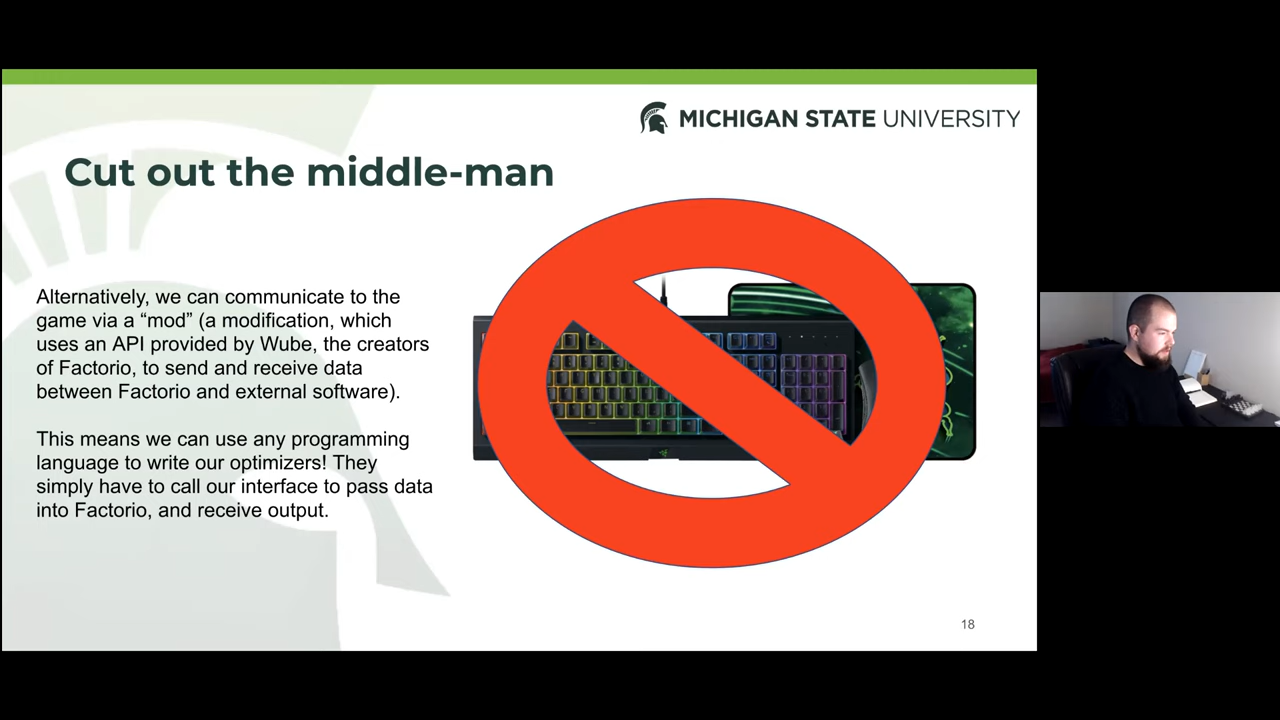 MICHIGAN STATE UNIVERSITY
Cut out the middle-man
Alternatively, we can communicate to the
game via a “mod” (a modification, which
uses an API provided by Wube, the creators
of Factorio, to send and receive data
between Factorio and external software).
This means we can use any programming
language to write our optimizers! They
simply have to call our interface to pass data
into Factorio, and receive output.
18